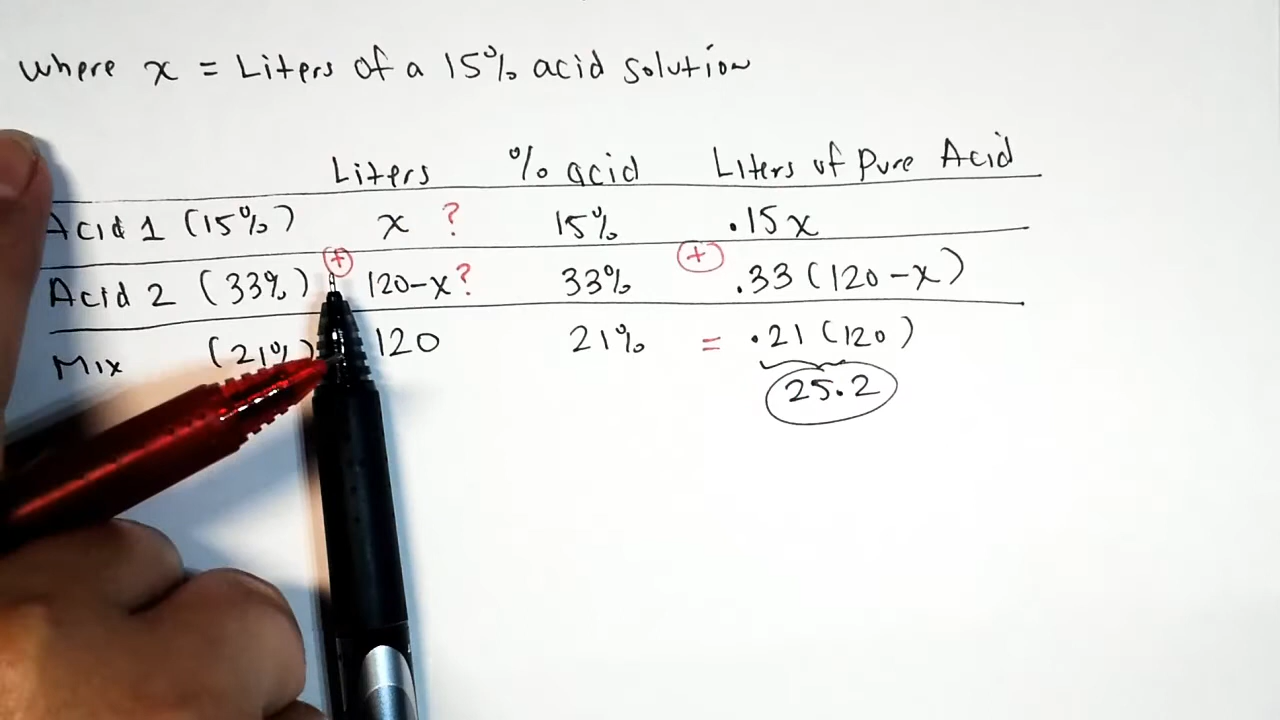 where x = Liters of a 15% acid solution
Liters % acid Liters of Pure Acid
Acid 1 (15%) x ? 15% .15x
+ +
Acid 2 (33%) 120-x? 33% .33(120-x)
Mix (21%) 120 21% = .21(120)
25.2